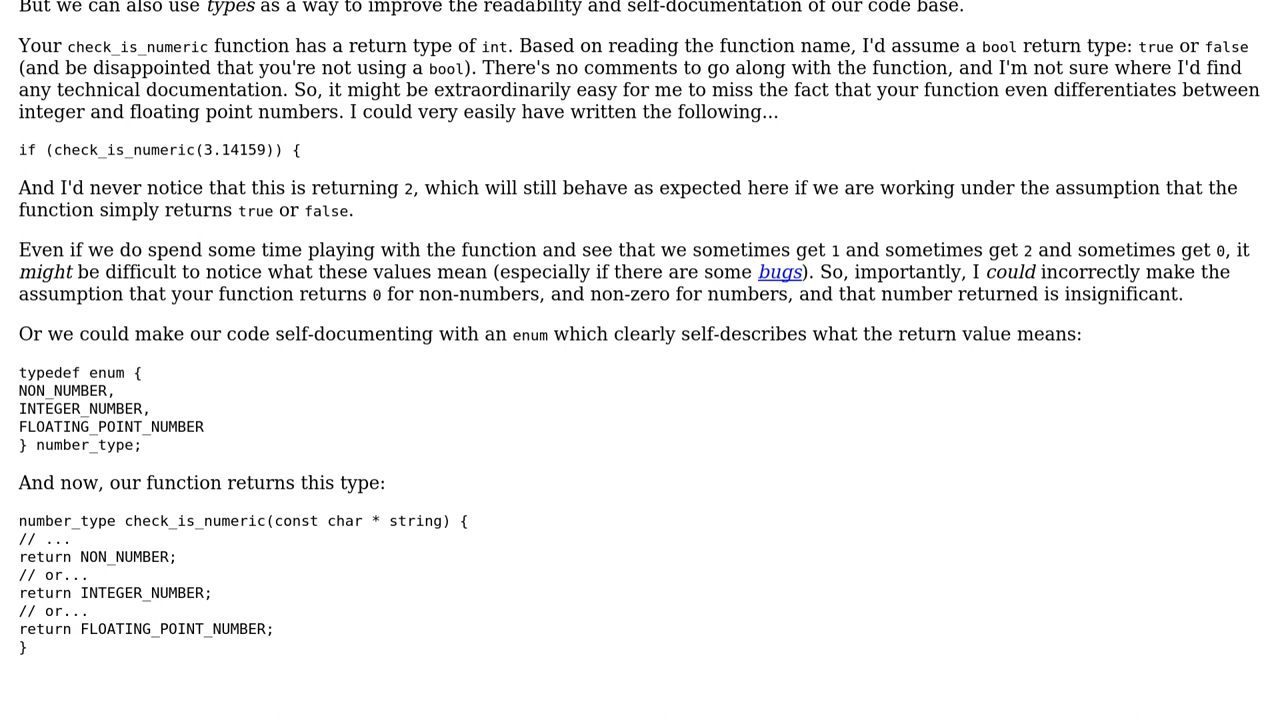 But we can also use types as a way to improve the readability and self-documentation of our code base.
Your check_is_numeric function has a return type of int. Based on reading the function name, I'd assume a bool return type: true or false
(and be disappointed that you're not using a bool). There's no comments to go along with the function, and I'm not sure where I'd find
any technical documentation. So, it might be extraordinarily easy for me to miss the fact that your function even differentiates between
integer and floating point numbers. I could very easily have written the following...
if (check_is_numeric(3.14159)) {
And I'd never notice that this is returning 2, which will still behave as expected here if we are working under the assumption that the
function simply returns true or false.
Even if we do spend some time playing with the function and see that we sometimes get 1 and sometimes get 2 and sometimes get 0, it
might be difficult to notice what these values mean (especially if there are some bugs). So, importantly, I could incorrectly make the
assumption that your function returns 0 for non-numbers, and non-zero for numbers, and that number returned is insignificant.
Or we could make our code self-documenting with an enum which clearly self-describes what the return value means:
typedef enum {
NON_NUMBER,
INTEGER_NUMBER,
FLOATING_POINT_NUMBER
} number_type;
And now, our function returns this type:
number_type check_is_numeric(const char * string) {
// ...
return NON_NUMBER;
// or...
return INTEGER_NUMBER;
// or...
return FLOATING_POINT_NUMBER;
}